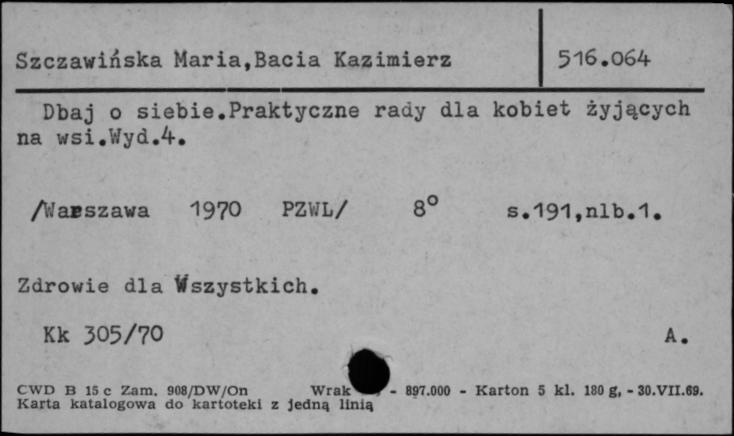 Szczawińska Maria,Bacia Kazimierz 516.064
Dbaj o siebie.Praktyczne rady dla kobiet żyjących
na wsi.Wyd.4.
/Warszawa 1970 PZWL/ 8° s.191,nlb.1.
Zdrowie dla Wszystkich.
Kk 305/70 A.
CWD B 15 c Zam. 908/DW/On Wrak - 897.000 - Karton 5 kl. 180 g, - 30.VII.69.
Karta katalogowa do kartoteki z jedną linią